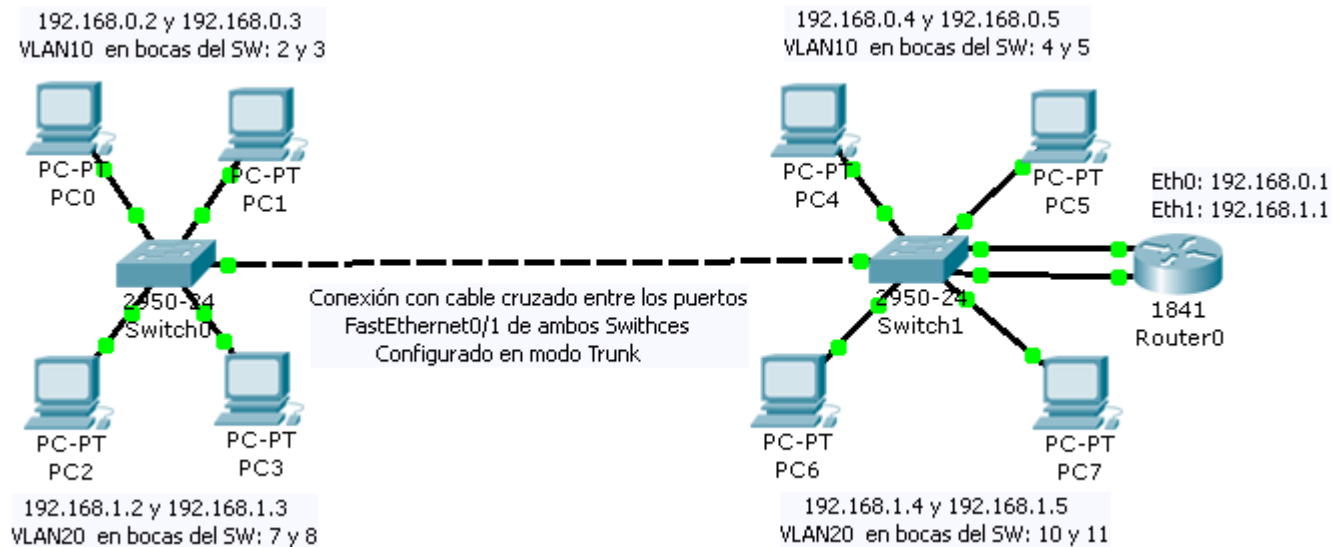 192.168.0.2 y 192.168.0.3
VLAN10 en bocas del SW: 2 y 3
192.168.0.4 y 192.168.0.5
VLAN10 en bocas del SW: 4 y 5
PC-PT
PC0
PC-PT
PC1
PC-PT
PC4
PC-PT
PC5
Eth0: 192.168.0.1
Eth1: 192.168.1.1
2950-24
Switch0
Conexión con cable cruzado entre los puertos
FastEthernet0/1 de ambos Swithces
Configurado en modo Trunk
2950-24
Switch1
1841
Router0
PC-PT
PC2
PC-PT
PC3
PC-PT
PC6
PC-PT
PC7
192.168.1.2 y 192.168.1.3
VLAN20 en bocas del SW: 7 y 8
192.168.1.4 y 192.168.1.5
VLAN20 en bocas del SW: 10 y 11